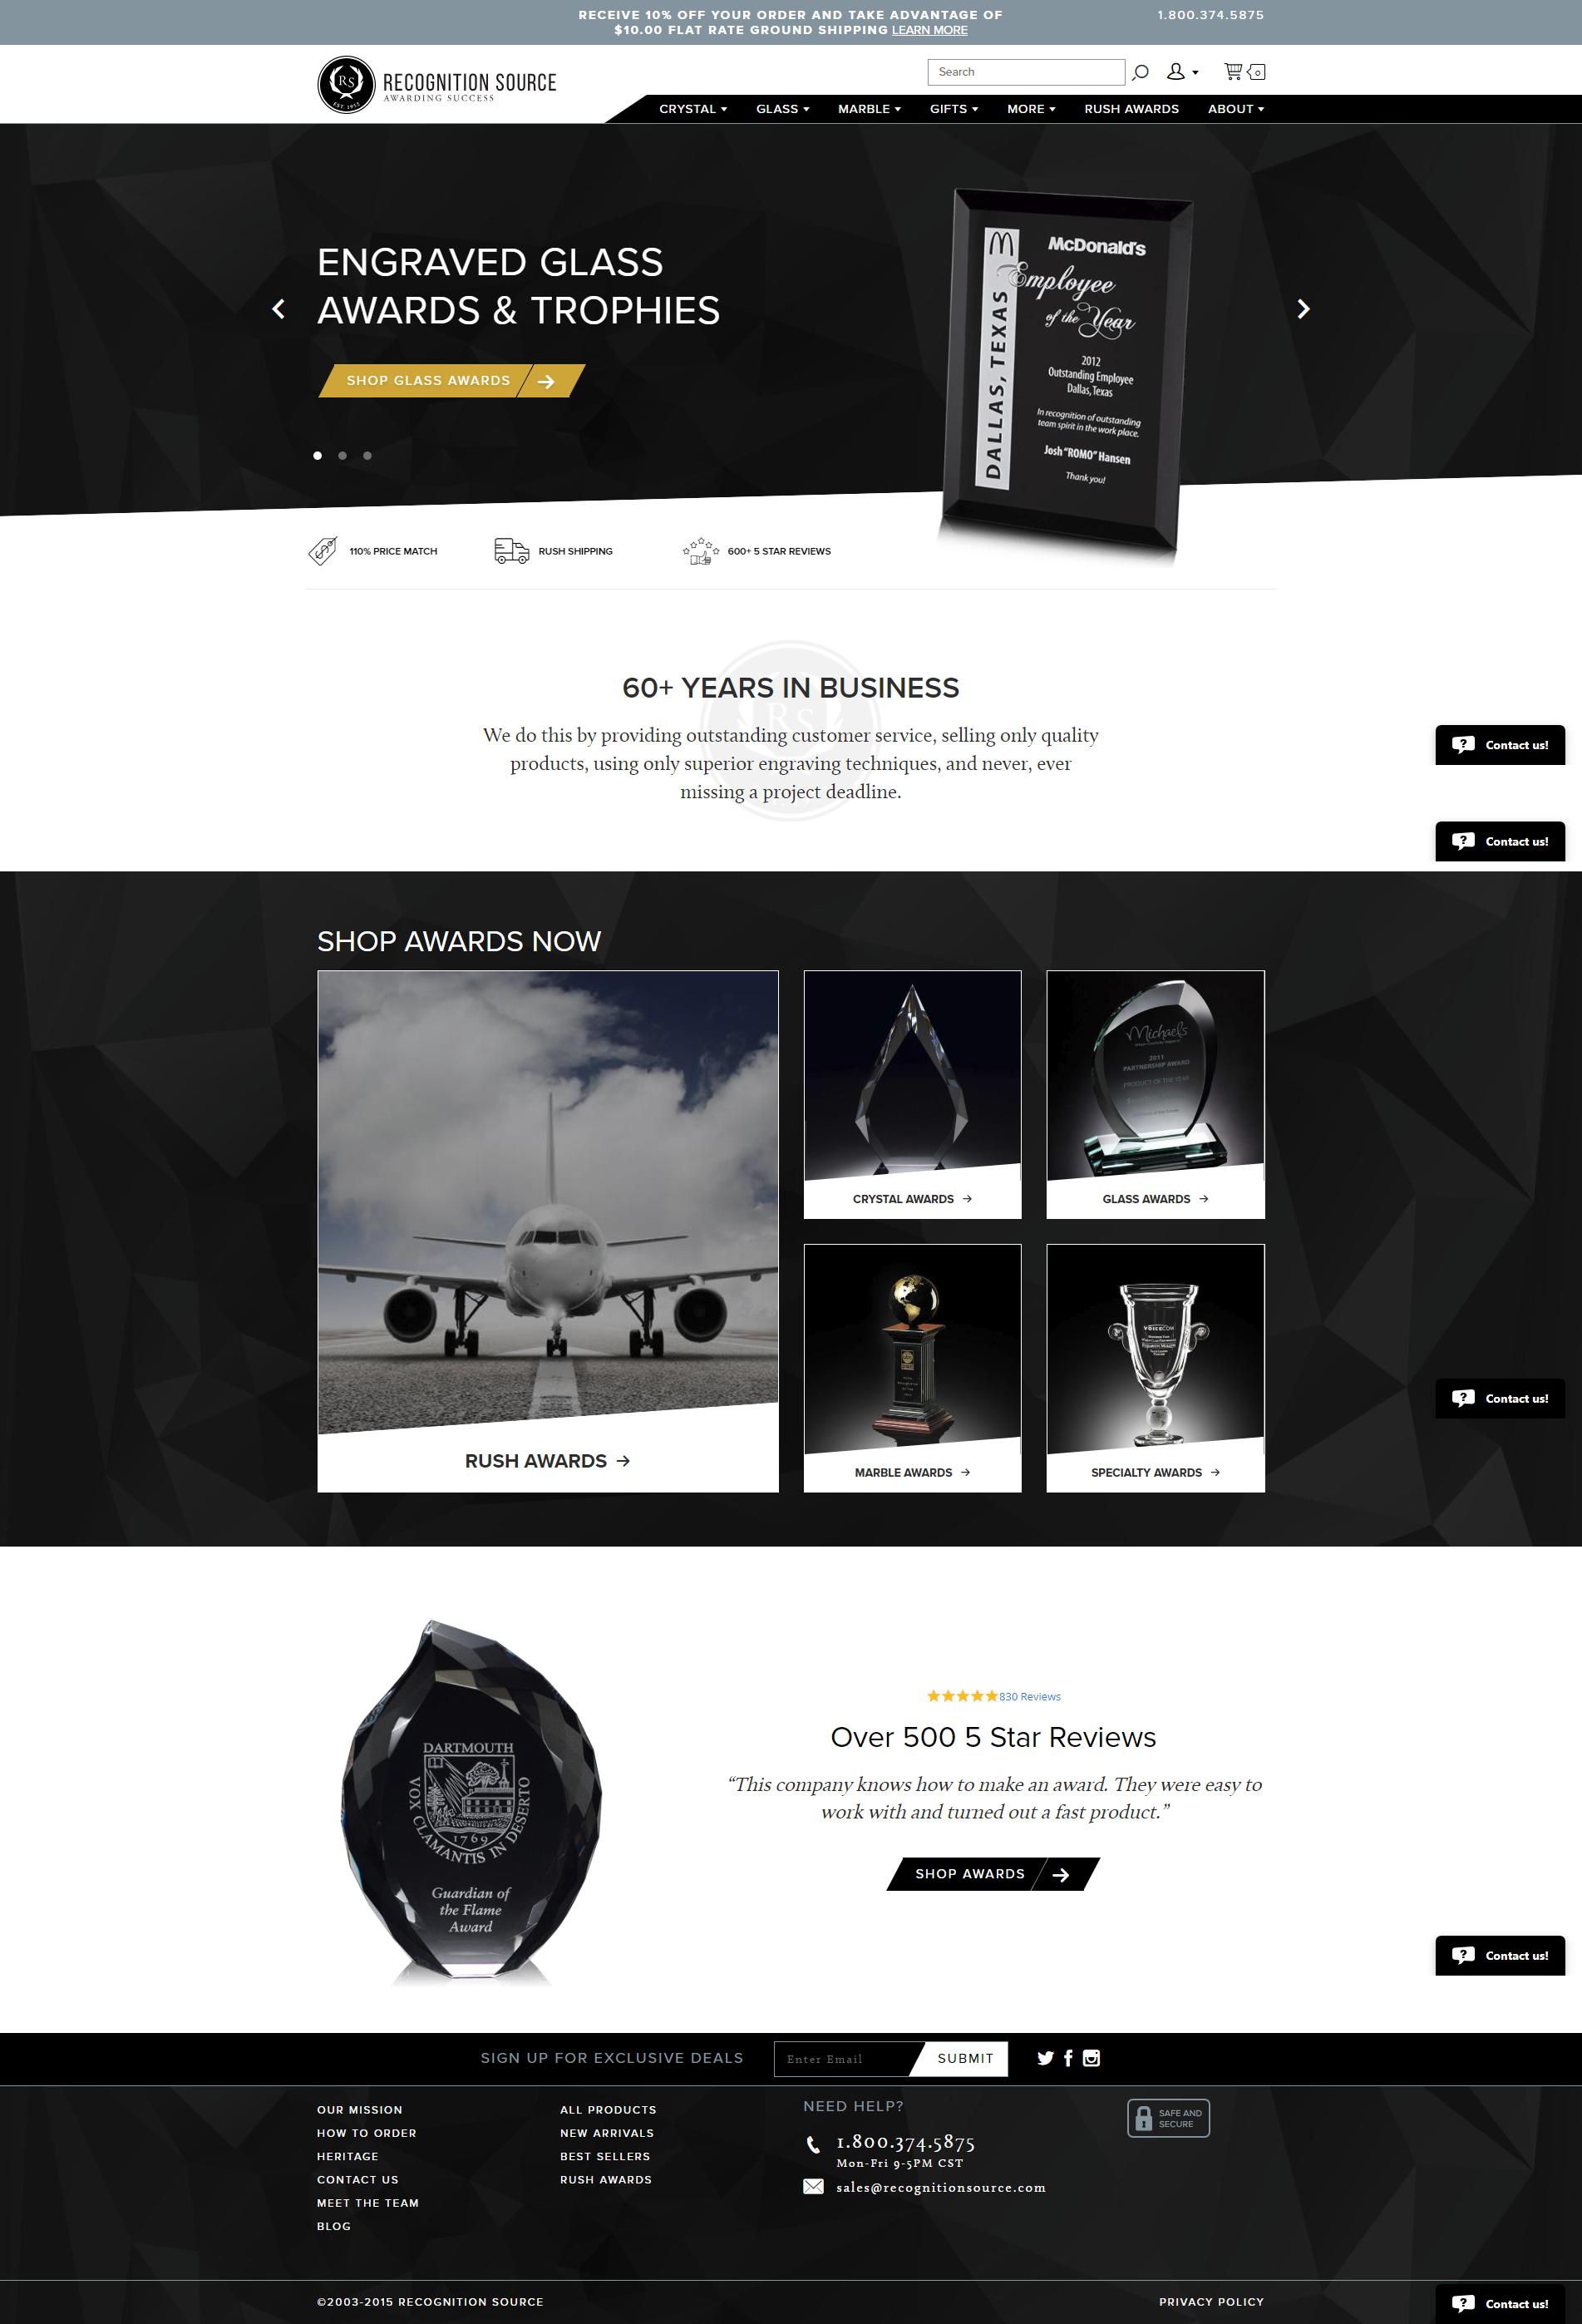 RECEIVE 10% OFF YOUR ORDER AND TAKE ADVANTAGE OF
$10.00 FLAT RATE GROUND SHIPPING LEARN MORE
1.800.374.5875
RS
EST. 1953
RECOGNITION SOURCE
AWARDING SUCCESS
Search
0
CRYSTAL
GLASS
MARBLE
GIFTS
MORE
RUSH AWARDS
ABOUT
ENGRAVED GLASS
AWARDS & TROPHIES
SHOP GLASS AWARDS
DALLAS, TEXAS
McDonald's
Employee
of the Year
2012
Outstanding Employee
Dallas, Texas
In recognition of outstanding
team spirit in the work place.
Josh "ROMO" Hansen
Thank you!
110% PRICE MATCH
RUSH SHIPPING
600+ 5 STAR REVIEWS
RS
60+ YEARS IN BUSINESS
We do this by providing outstanding customer service, selling only quality
products, using only superior engraving techniques, and never, ever
missing a project deadline.
Contact us!
Contact us!
SHOP AWARDS NOW
RUSH AWARDS
CRYSTAL AWARDS
Michaels
2011
PARTNERSHIP AWARD
PRODUCT OF THE YEAR
GLASS AWARDS
MARBLE AWARDS
VOICECOM
SPECIALTY AWARDS
Contact us!
DARTMOUTH
VOX CLAMANTIS IN DESERTO
1769
Guardian of
the Flame
Award
830 Reviews
Over 500 5 Star Reviews
“This company knows how to make an award. They were easy to
work with and turned out a fast product.”
SHOP AWARDS
Contact us!
SIGN UP FOR EXCLUSIVE DEALS
Enter Email
SUBMIT
OUR MISSION
HOW TO ORDER
HERITAGE
CONTACT US
MEET THE TEAM
BLOG
ALL PRODUCTS
NEW ARRIVALS
BEST SELLERS
RUSH AWARDS
NEED HELP?
1.800.374.5875
Mon-Fri 9-5PM CST
sales@recognitionsource.com
SAFE AND
SECURE
©2003-2015 RECOGNITION SOURCE
PRIVACY POLICY
Contact us!